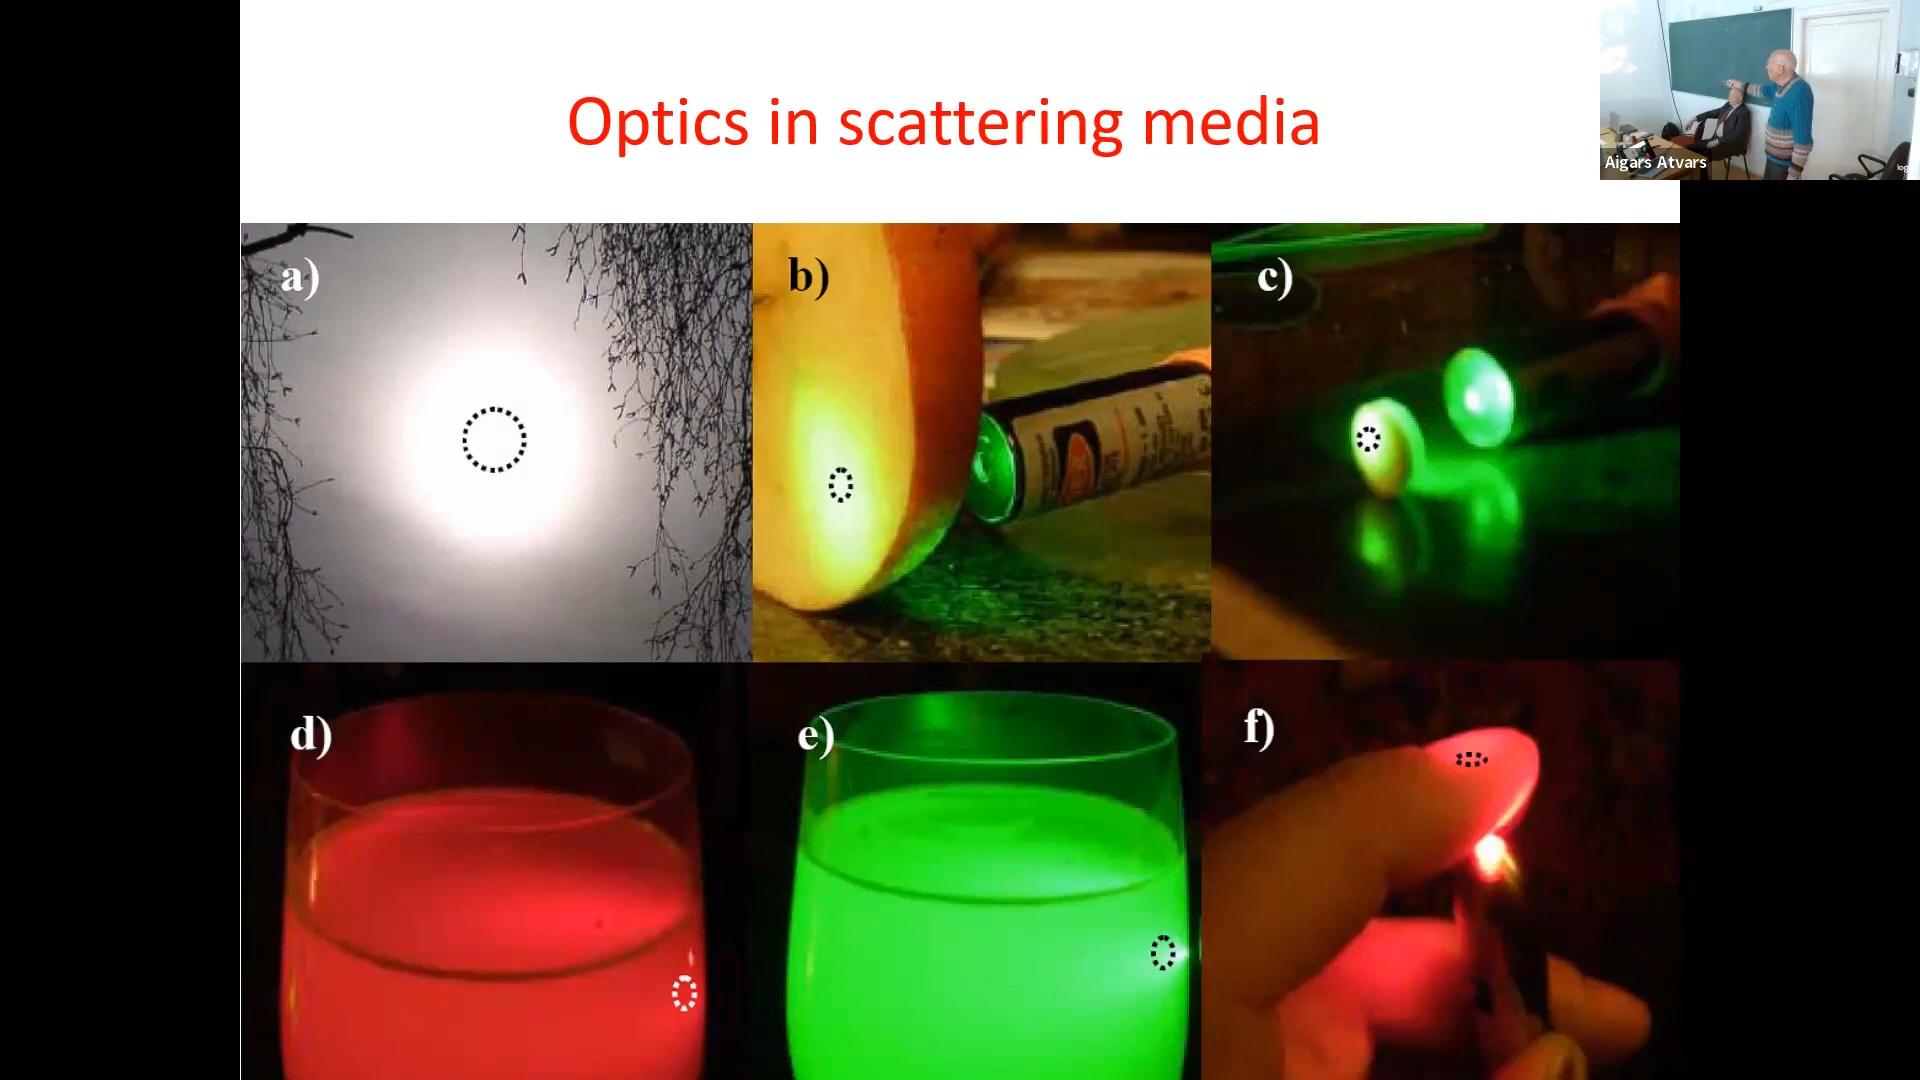 Optics in scattering media
Aigars Atvars
a)
b)
c)
d)
e)
f)